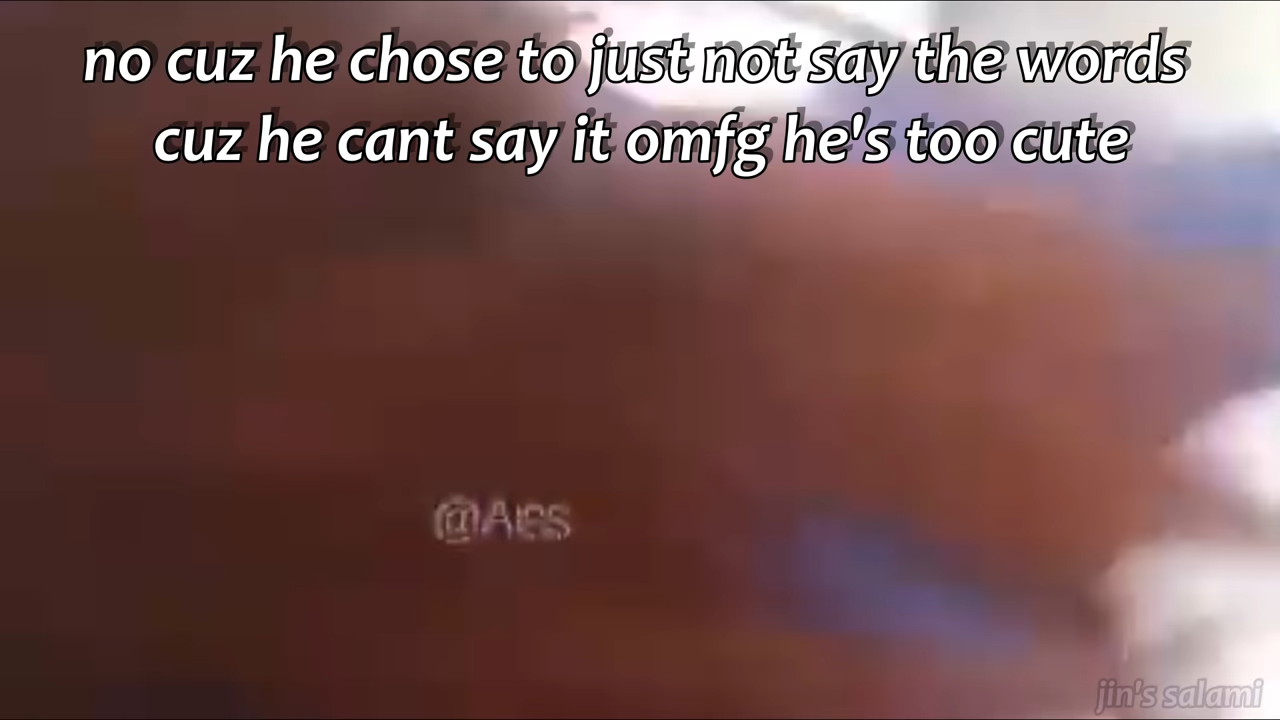 no cuz he chose to just not say the words
cuz he cant say it omfg he's too cute
jin's salami